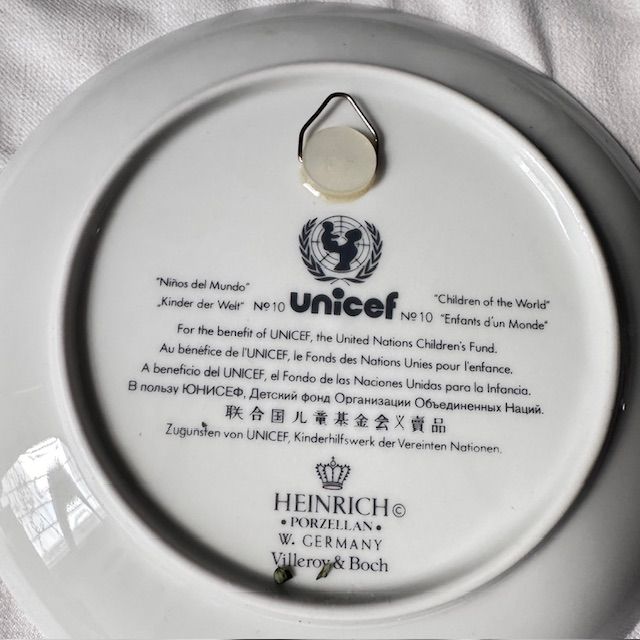 "Niños del Mundo" "Children of the World"
„Kinder der Welt" Nº 10 unicef Nº 10 "Enfants d'un Monde"
For the benefit of UNICEF, the United Nations Children's Fund.
Au bénéfice de l'UNICEF, le Fonds des Nations Unies pour l'enfance.
A beneficio del UNICEF, el Fondo de las Naciones Unidas para la Infancia.
В пользу ЮНИСЕФ, Детский фонд Организации Объединенных Наций.
联合国儿童基金会义賣品
Zugunsten von UNICEF, Kinderhilfswerk der Vereinten Nationen.
HEINRICH©
• PORZELLAN •
W. GERMANY
Villeroy & Boch